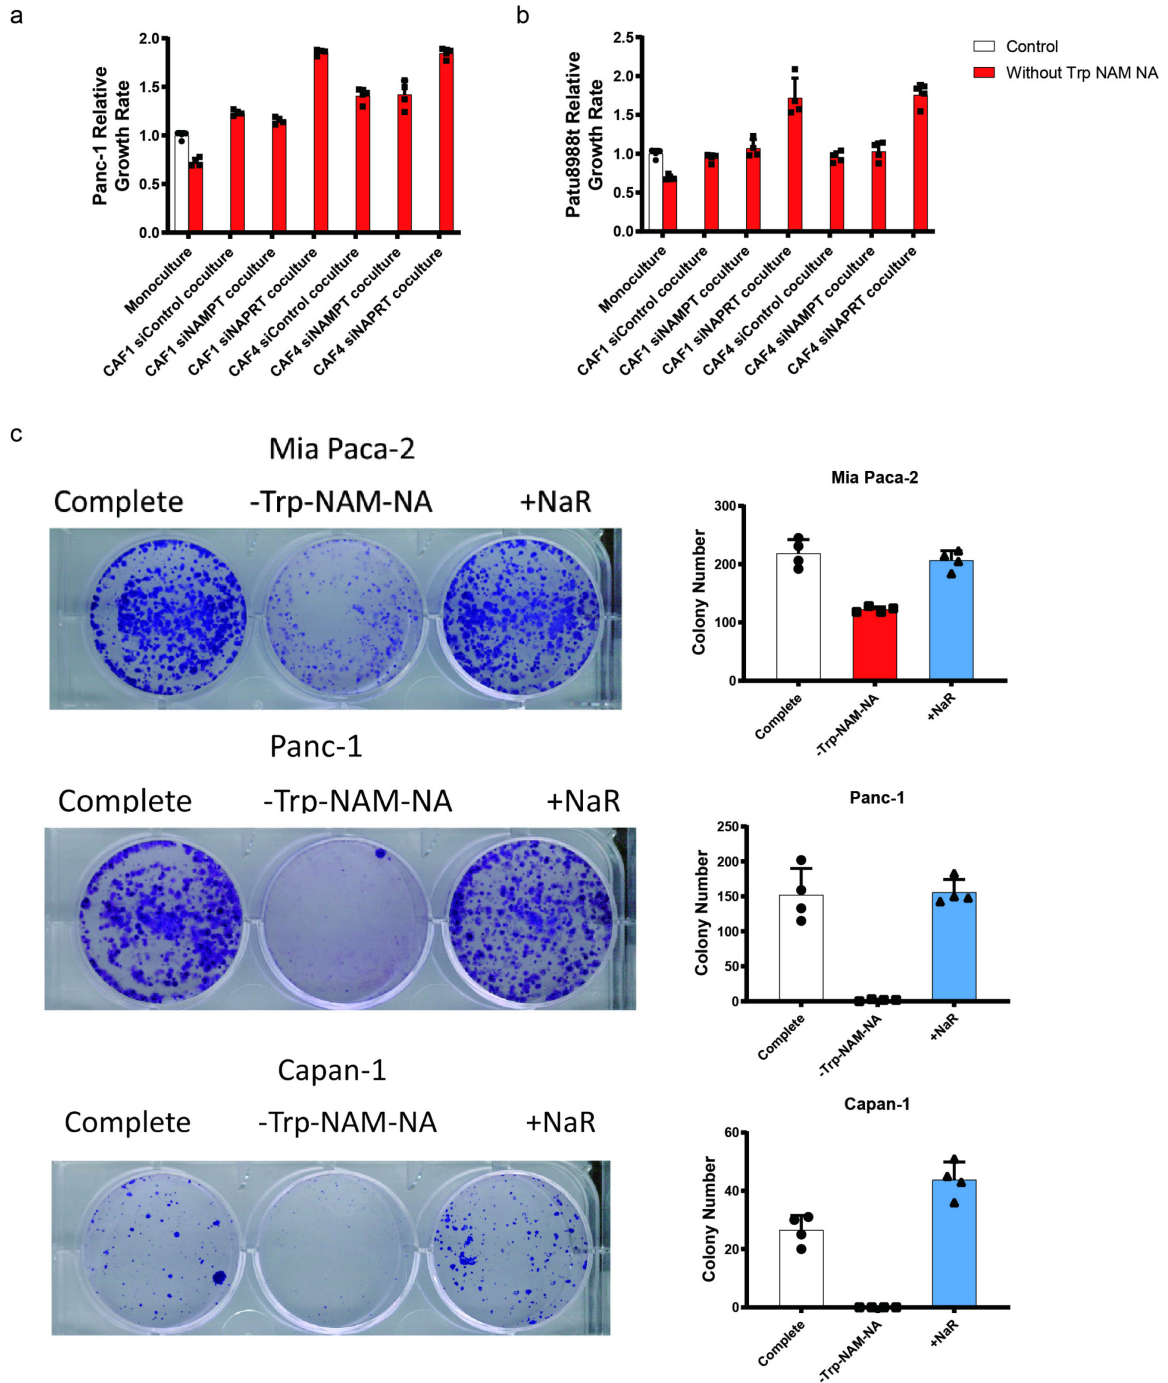 a
Panc-1 Relative
Growth Rate
2.0
1.5
1.0
0.5
0.0
Monoculture
CAF1 siControl coculture
CAF1 siNAMPT coculture
CAF1 siNAPRT coculture
CAF4 siControl coculture
CAF4 siNAMPT coculture
CAF4 siNAPRT coculture
b
Patu8988t Relative
Growth Rate
2.5
2.0
1.5
1.0
0.5
0.0
Monoculture
CAF1 siControl coculture
CAF1 siNAMPT coculture
CAF1 siNAPRT coculture
CAF4 siControl coculture
CAF4 siNAMPT coculture
CAF4 siNAPRT coculture
Control
Without Trp NAM NA
c
Mia Paca-2
Complete -Trp-NAM-NA +NaR
Mia Paca-2
Colony Number
300
200
100
0
Complete
-Trp-NAM-NA
+NaR
Panc-1
Complete -Trp-NAM-NA +NaR
Panc-1
Colony Number
250
200
150
100
50
0
Complete
-Trp-NAM-NA
+NaR
Capan-1
Complete -Trp-NAM-NA +NaR
Capan-1
Colony Number
60
40
20
0
Complete
-Trp-NAM-NA
+NaR